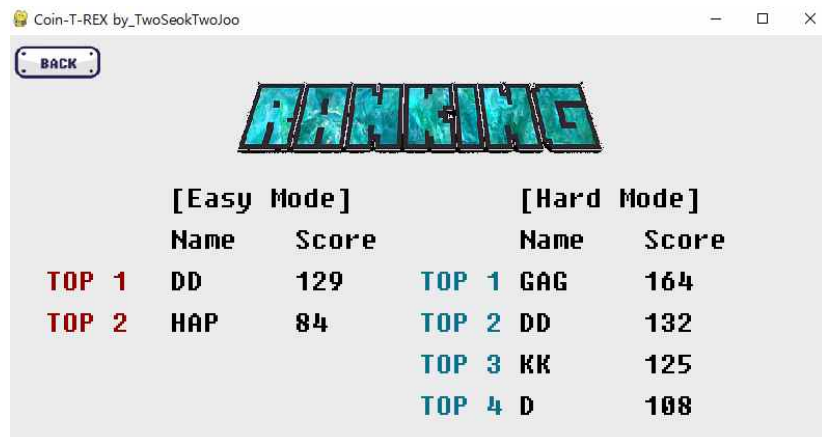 Coin-T-REX by_TwoSeokTwoJoo
BACK
RANKING
[Easy Mode] [Hard Mode]
Name Score Name Score
TOP 1 DD 129 TOP 1 GAG 164
TOP 2 HAP 84 TOP 2 DD 132
TOP 3 KK 125
TOP 4 D 108